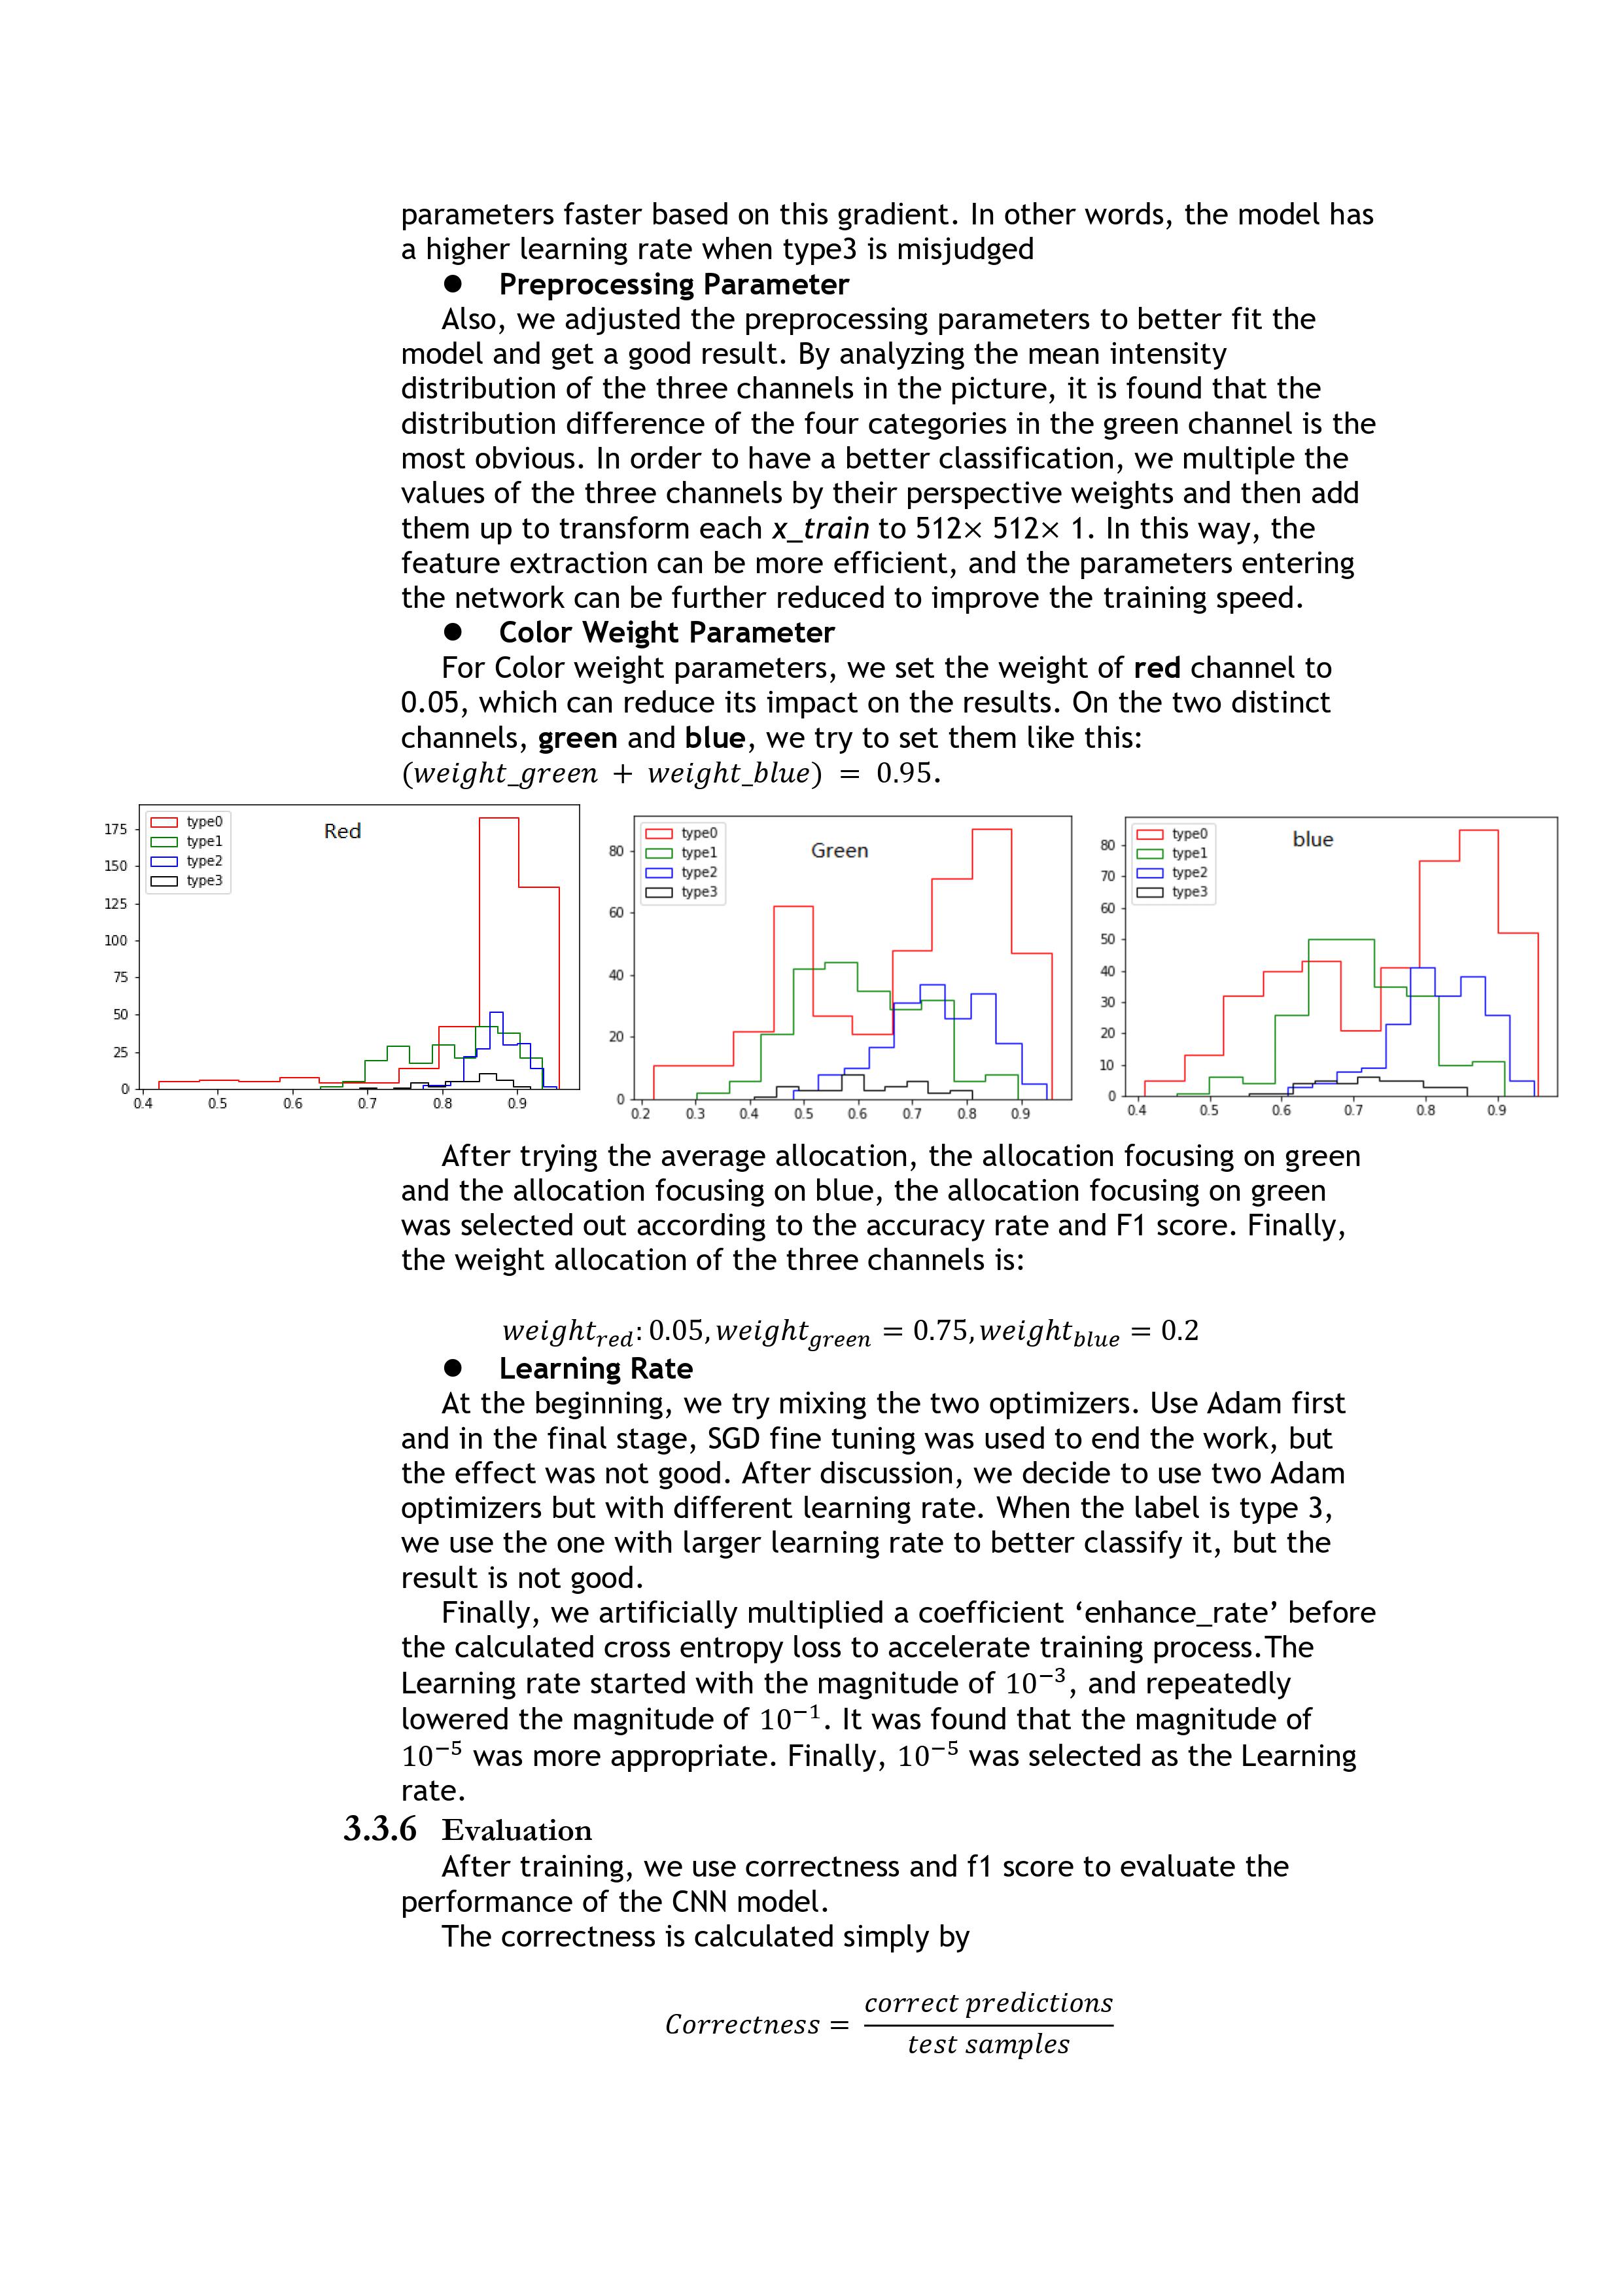 parameters faster based on this gradient. In other words, the model has
a higher learning rate when type3 is misjudged
● Preprocessing Parameter
Also, we adjusted the preprocessing parameters to better fit the
model and get a good result. By analyzing the mean intensity
distribution of the three channels in the picture, it is found that the
distribution difference of the four categories in the green channel is the
most obvious. In order to have a better classification, we multiple the
values of the three channels by their perspective weights and then add
them up to transform each x_train to 512× 512× 1. In this way, the
feature extraction can be more efficient, and the parameters entering
the network can be further reduced to improve the training speed.
● Color Weight Parameter
For Color weight parameters, we set the weight of red channel to
0.05, which can reduce its impact on the results. On the two distinct
channels, green and blue, we try to set them like this:
(weight_green + weight_blue) = 0.95.
Red
type0
type1
type2
type3
175
150
125
100
75
50
25
0
0.4 0.5 0.6 0.7 0.8 0.9
Green
type0
type1
type2
type3
80
60
40
20
0
0.2 0.3 0.4 0.5 0.6 0.7 0.8 0.9
blue
type0
type1
type2
type3
80
70
60
50
40
30
20
10
0
0.4 0.5 0.6 0.7 0.8 0.9
After trying the average allocation, the allocation focusing on green
and the allocation focusing on blue, the allocation focusing on green
was selected out according to the accuracy rate and F1 score. Finally,
the weight allocation of the three channels is:
weight_red: 0.05, weight_green = 0.75, weight_blue = 0.2
● Learning Rate
At the beginning, we try mixing the two optimizers. Use Adam first
and in the final stage, SGD fine tuning was used to end the work, but
the effect was not good. After discussion, we decide to use two Adam
optimizers but with different learning rate. When the label is type 3,
we use the one with larger learning rate to better classify it, but the
result is not good.
Finally, we artificially multiplied a coefficient ‘enhance_rate’ before
the calculated cross entropy loss to accelerate training process.The
Learning rate started with the magnitude of 10⁻³, and repeatedly
lowered the magnitude of 10⁻¹. It was found that the magnitude of
10⁻⁵ was more appropriate. Finally, 10⁻⁵ was selected as the Learning
rate.
3.3.6 Evaluation
After training, we use correctness and f1 score to evaluate the
performance of the CNN model.
The correctness is calculated simply by
Correctness = correct predictions / test samples